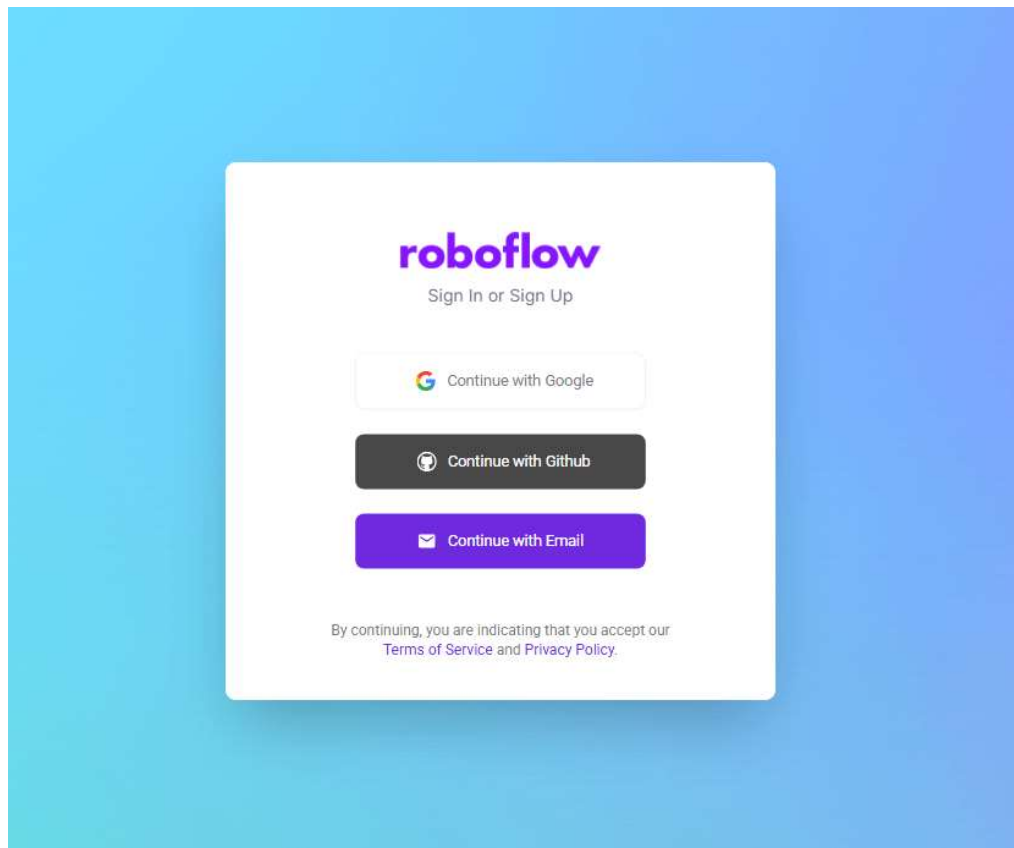 roboflow
Sign In or Sign Up
Continue with Google
Continue with Github
Continue with Email
By continuing, you are indicating that you accept our
Terms of Service and Privacy Policy.